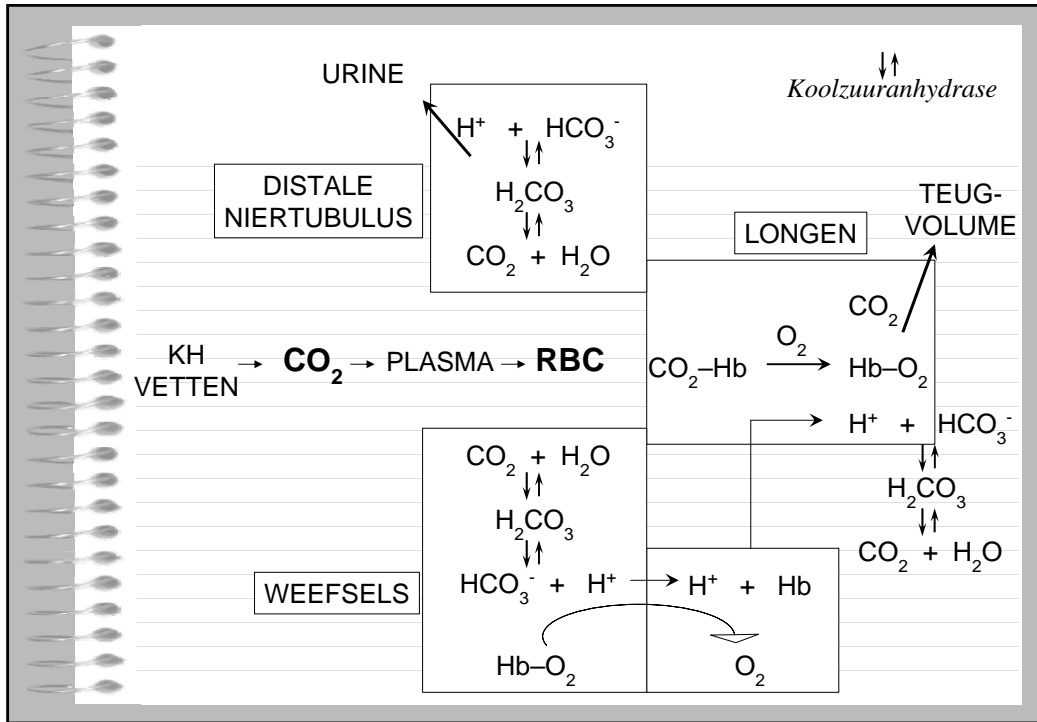 URINE
Koolzuuranhydrase
H⁺ + HCO₃⁻
H₂CO₃
CO₂ + H₂O
DISTALE
NIERTUBULUS
TEUG-
VOLUME
LONGEN
CO₂
O₂
CO₂–Hb → Hb–O₂
H⁺ + HCO₃⁻
H₂CO₃
CO₂ + H₂O
KH
VETTEN → CO₂ → PLASMA → RBC
CO₂ + H₂O
H₂CO₃
HCO₃⁻ + H⁺ → H⁺ + Hb
WEEFSELS
Hb–O₂
O₂